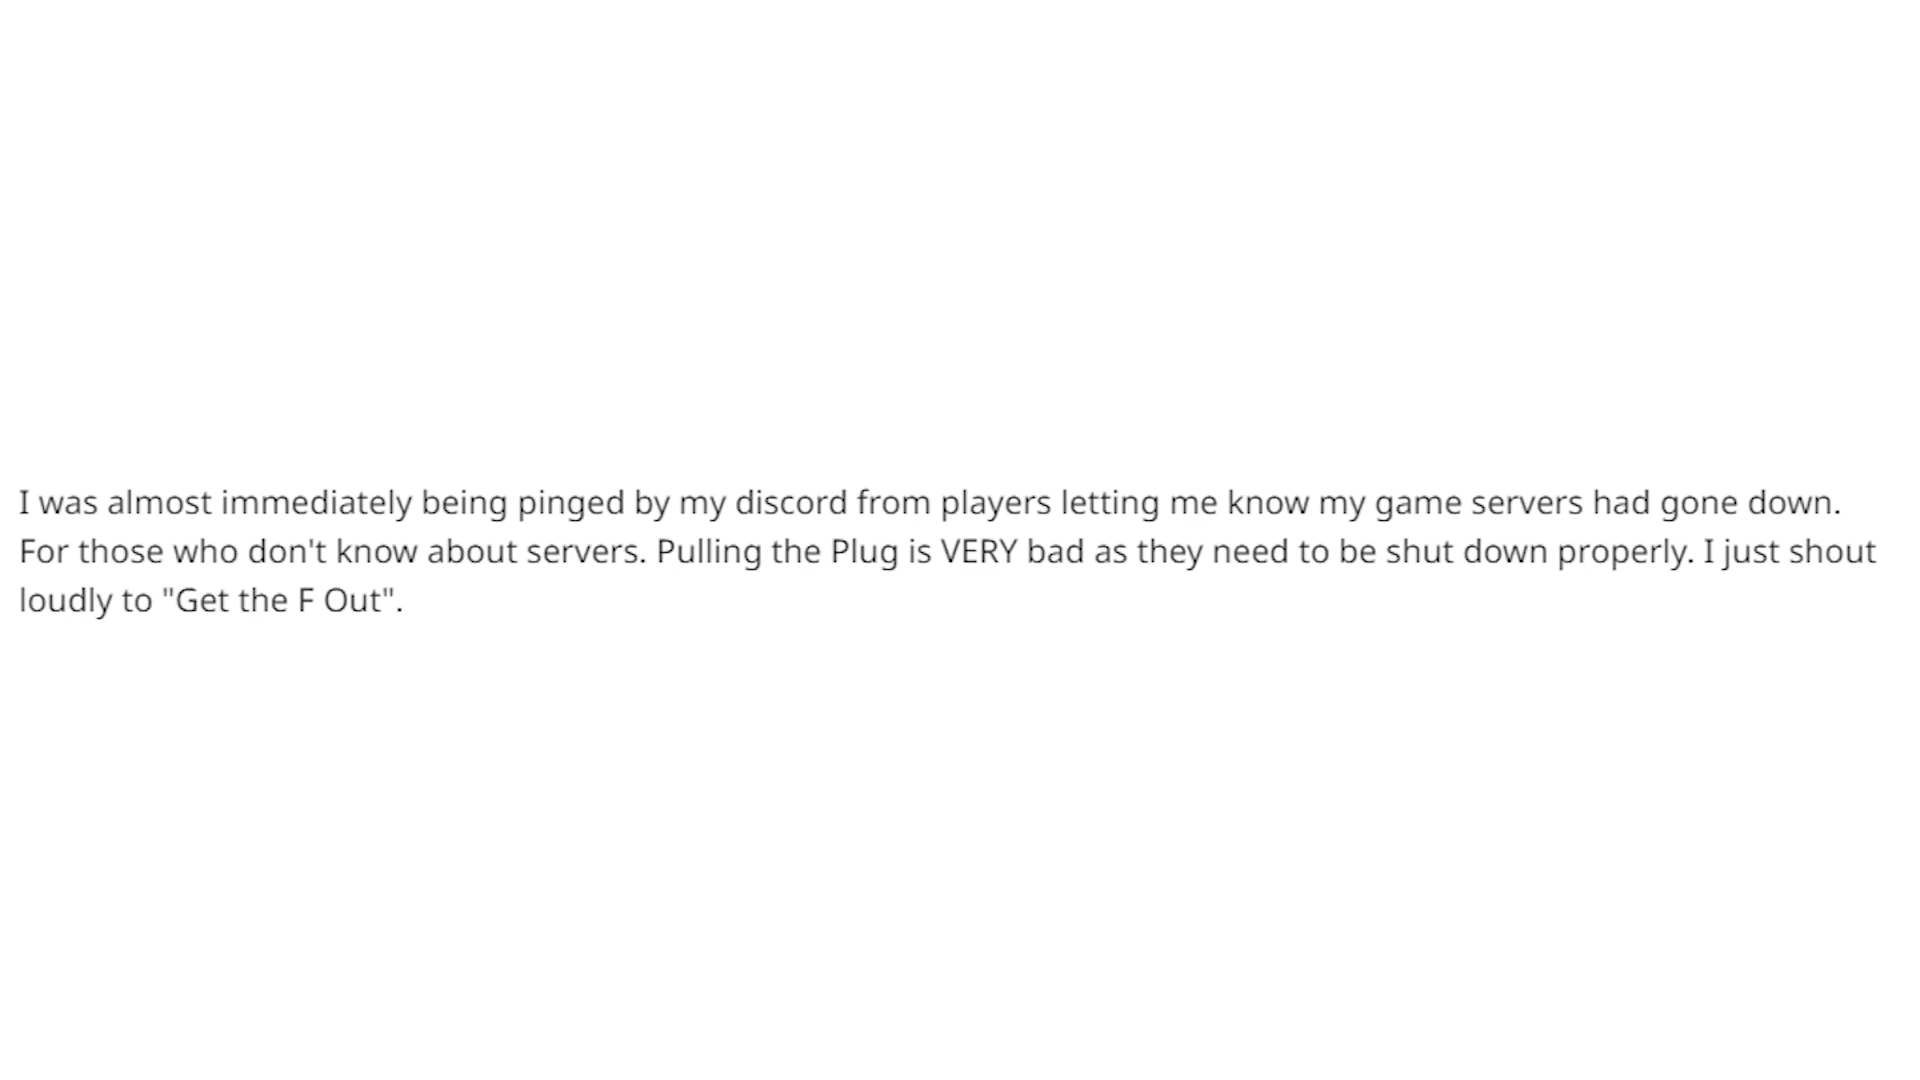 I was almost immediately being pinged by my discord from players letting me know my game servers had gone down.
For those who don't know about servers. Pulling the Plug is VERY bad as they need to be shut down properly. I just shout
loudly to "Get the F Out".